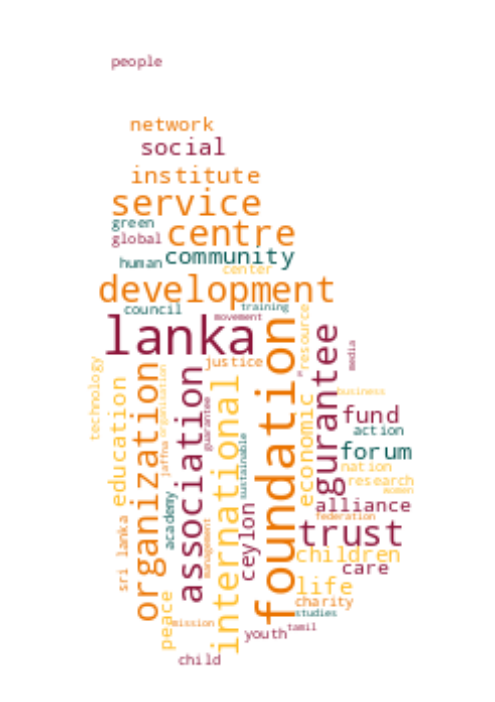 people
network
social
institute
service
green
centre
global
community
human
center
development
council
training
movement
lanka
resource
foundation
gurantee
media
justice
technology
education
organization
organisation
jaffna
association
guarantee
international
sustainable
economic
business
fund
action
forum
nation
research
women
alliance
federation
trust
academy
ceylon
sri lanka
management
children
care
life
peace
charity
studies
mission
youth
tamil
child